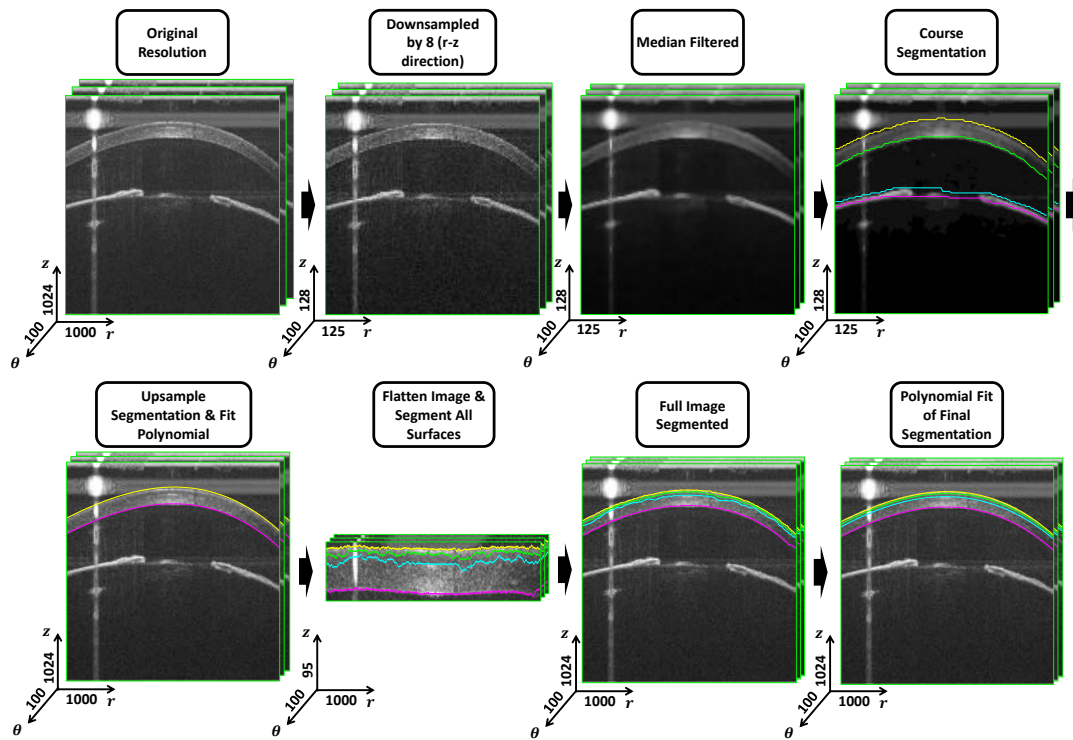 Original
Resolution
Downsampled
by 8 (r-z
direction)
Median Filtered
Course
Segmentation
z
1024
100
1000 r
θ
z
128
100
125 r
θ
z
128
100
125 r
θ
z
128
100
125 r
θ
Upsample
Segmentation & Fit
Polynomial
Flatten Image &
Segment All
Surfaces
Full Image
Segmented
Polynomial Fit
of Final
Segmentation
z
1024
100
1000 r
θ
z
95
100
1000 r
θ
z
1024
100
1000 r
θ
z
1024
100
1000 r
θ